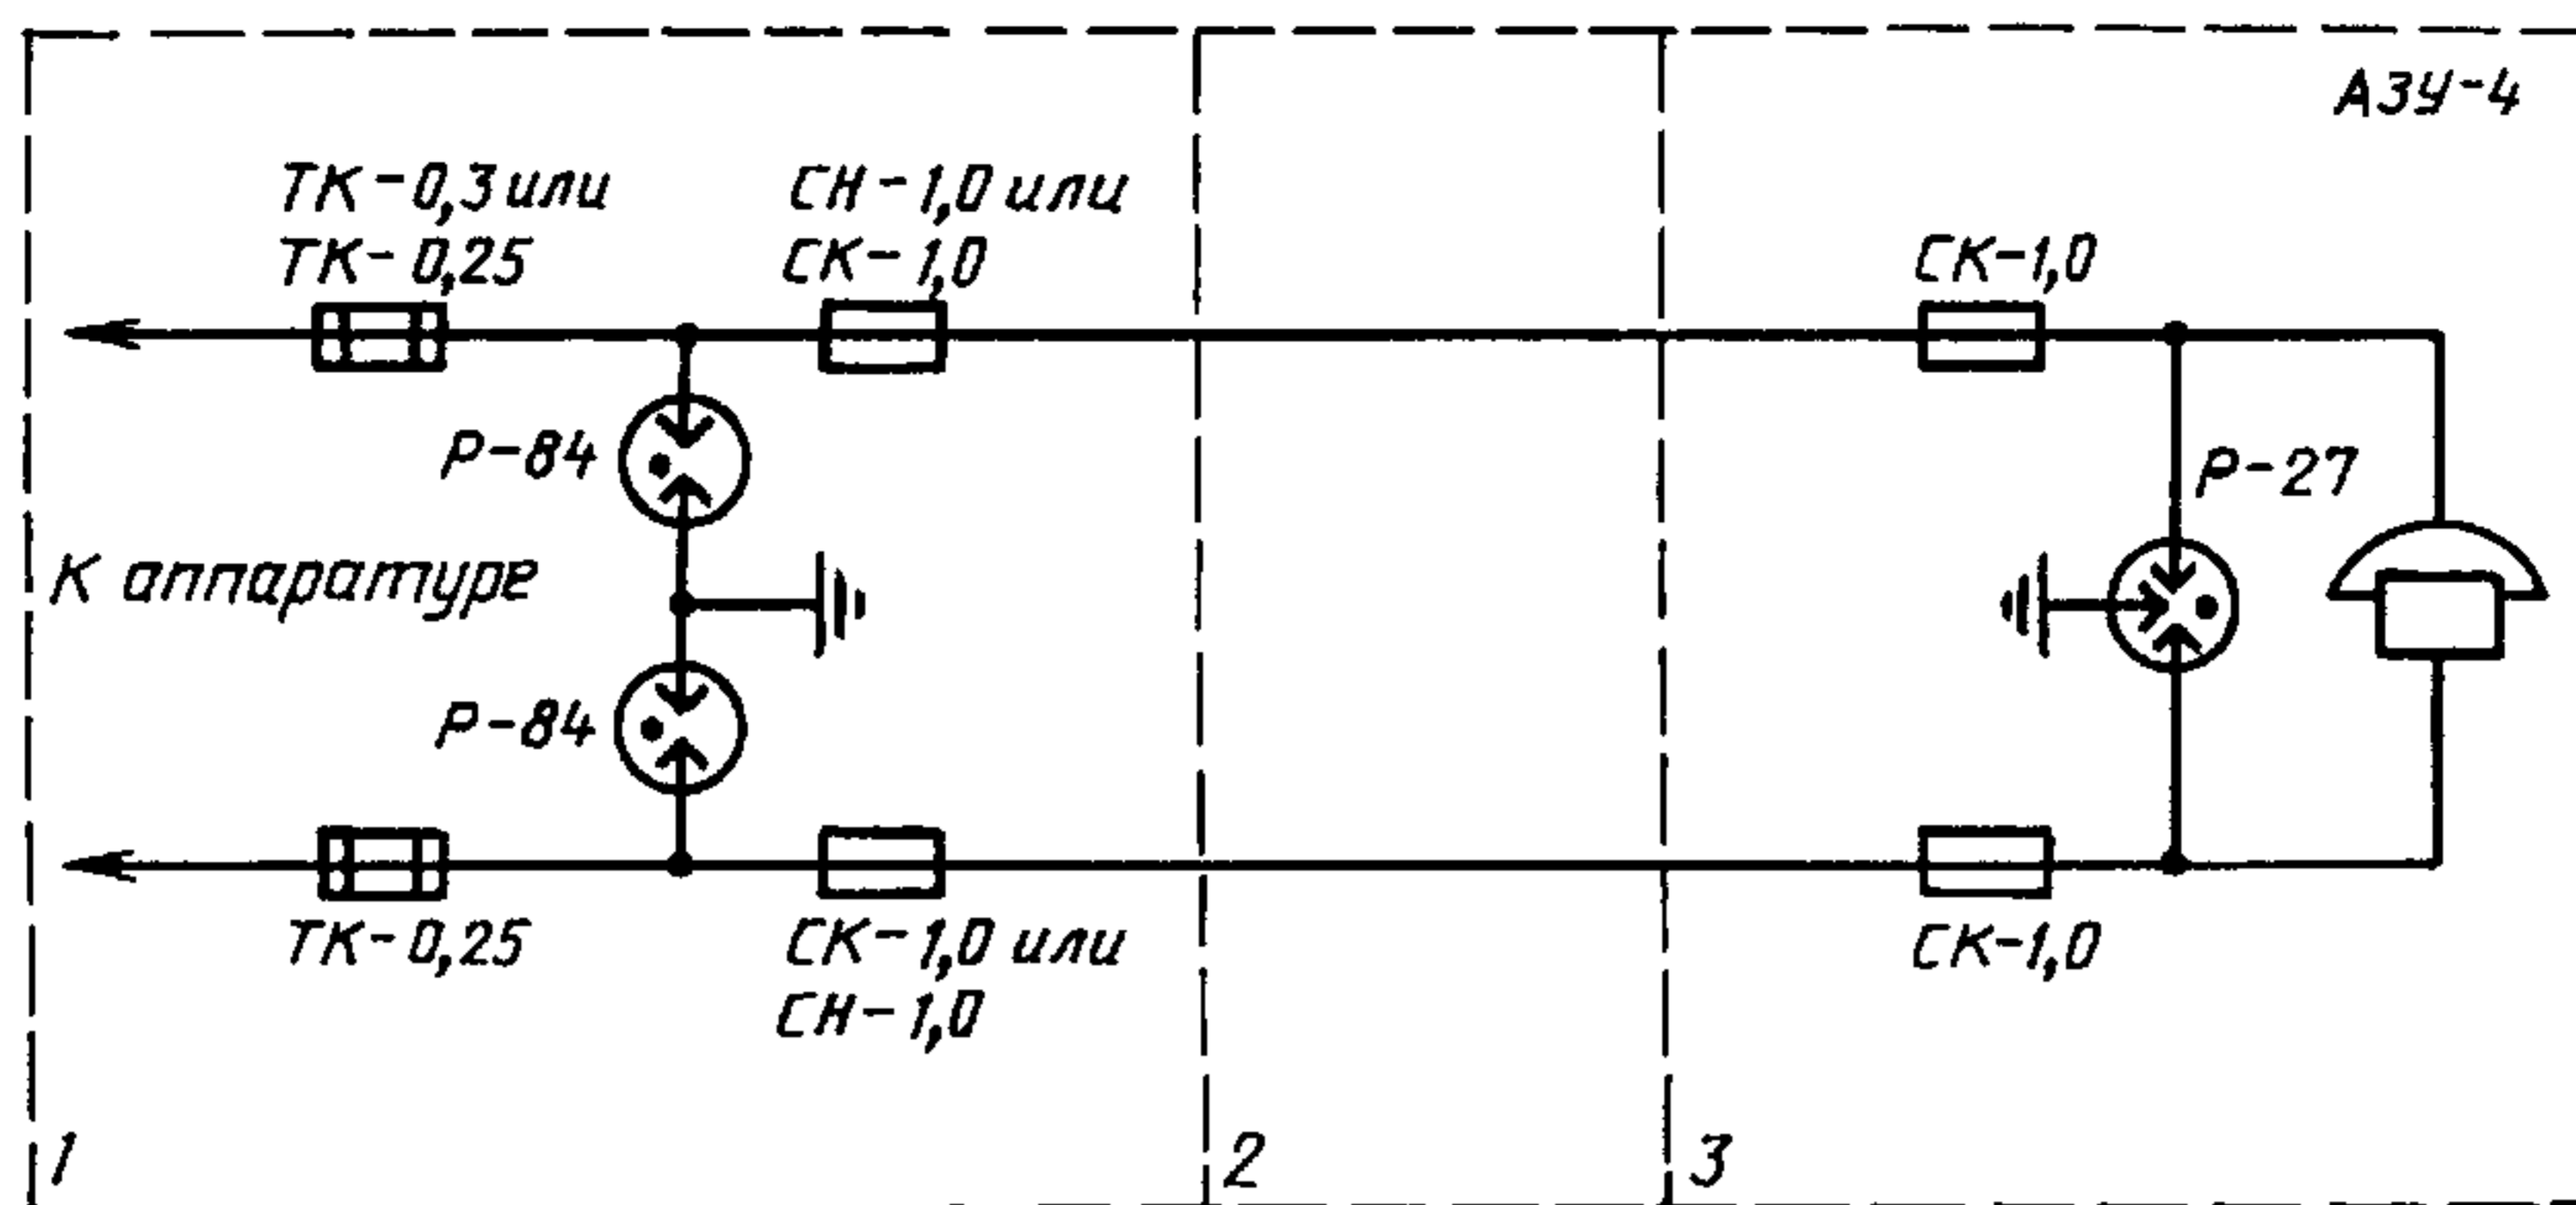 АЗУ-4
ТК-0,3 или
ТК-0,25
СН-1,0 или
СК-1,0
СК-1,0
Р-84
Р-27
К аппаратуре
Р-84
ТК-0,25
СК-1,0 или
СН-1,0
СК-1,0
1
2
3